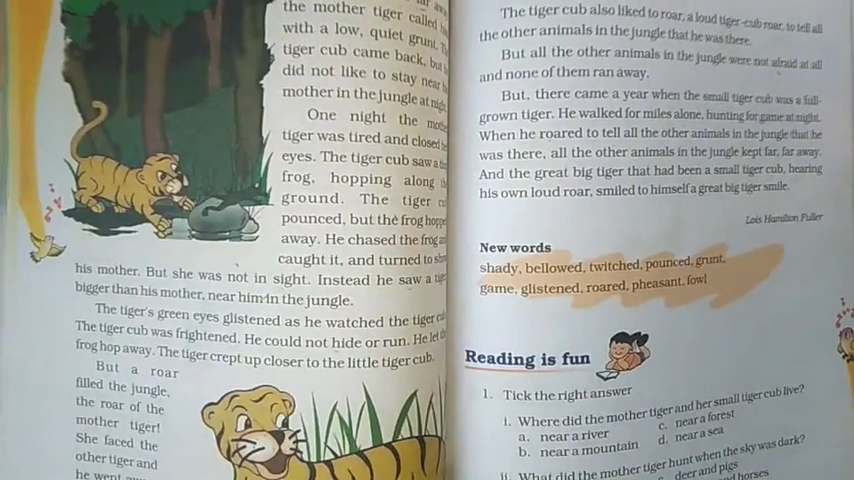 the mother tiger called
with a low, quiet grunt.
tiger cub came back, but
did not like to stay near
mother in the jungle at night.
One night the
tiger was tired and closed
eyes. The tiger cub saw a
frog, hopping along
ground. The tiger
pounced, but the frog
away. He chased the frog and
caught it, and turned to
his mother. But she was not in sight. Instead he saw a
bigger than his mother, near him in the jungle.
The tiger's green eyes glistened as he watched the tiger
The tiger cub was frightened. He could not hide or run. He let
frog hop away. The tiger crept up closer to the little tiger cub.
But a roar
filled the jungle,
the roar of the
mother tiger!
She faced the
other tiger and
he went
The tiger cub also liked to roar, a loud tiger-cub roar, to tell all
the other animals in the jungle that he was there.
But all the other animals in the jungle were not afraid at all
and none of them ran away.
But, there came a year when the small tiger cub was a full-
grown tiger. He walked for miles alone, hunting for game at night.
When he roared to tell all the other animals in the jungle that he
was there, all the other animals in the jungle kept far, far away.
And the great big tiger that had been a small tiger cub, hearing
his own loud roar, smiled to himself a great big tiger smile.
Lois Hamilton Fuller
New words
shady, bellowed, twitched, pounced, grunt,
game, glistened, roared, pheasant, fowl
Reading is fun
1. Tick the right answer
i. Where did the mother tiger and her small tiger cub live?
a. near a river c. near a forest
b. near a mountain d. near a sea
ii. What did the mother tiger hunt when the sky was dark?
c. deer and pigs
and horses